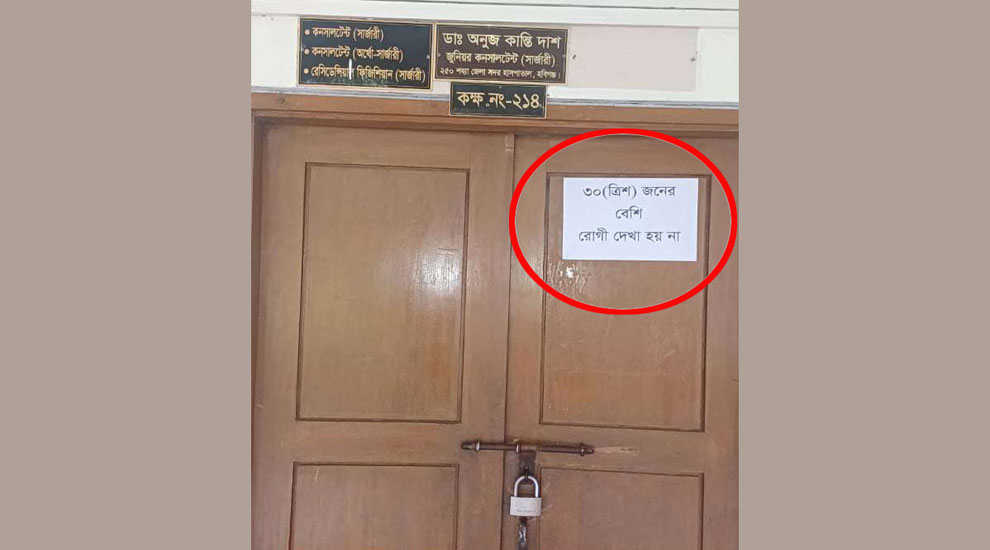 • কনসালটেন্ট (সার্জারী)
• কনসালটেন্ট (অর্থো-সার্জারী)
• রেসিডেন্সিয়াল ফিজিশিয়ান (সার্জারী)
ডাঃ অনুজ কান্তি দাশ
জুনিয়র কনসালটেন্ট (সার্জারী)
২৫০ শয্যা জেলা সদর হাসপাতাল, হবিগঞ্জ।
কক্ষ নং-২১৪
৩০(ত্রিশ) জনের
বেশি
রোগী দেখা হয় না